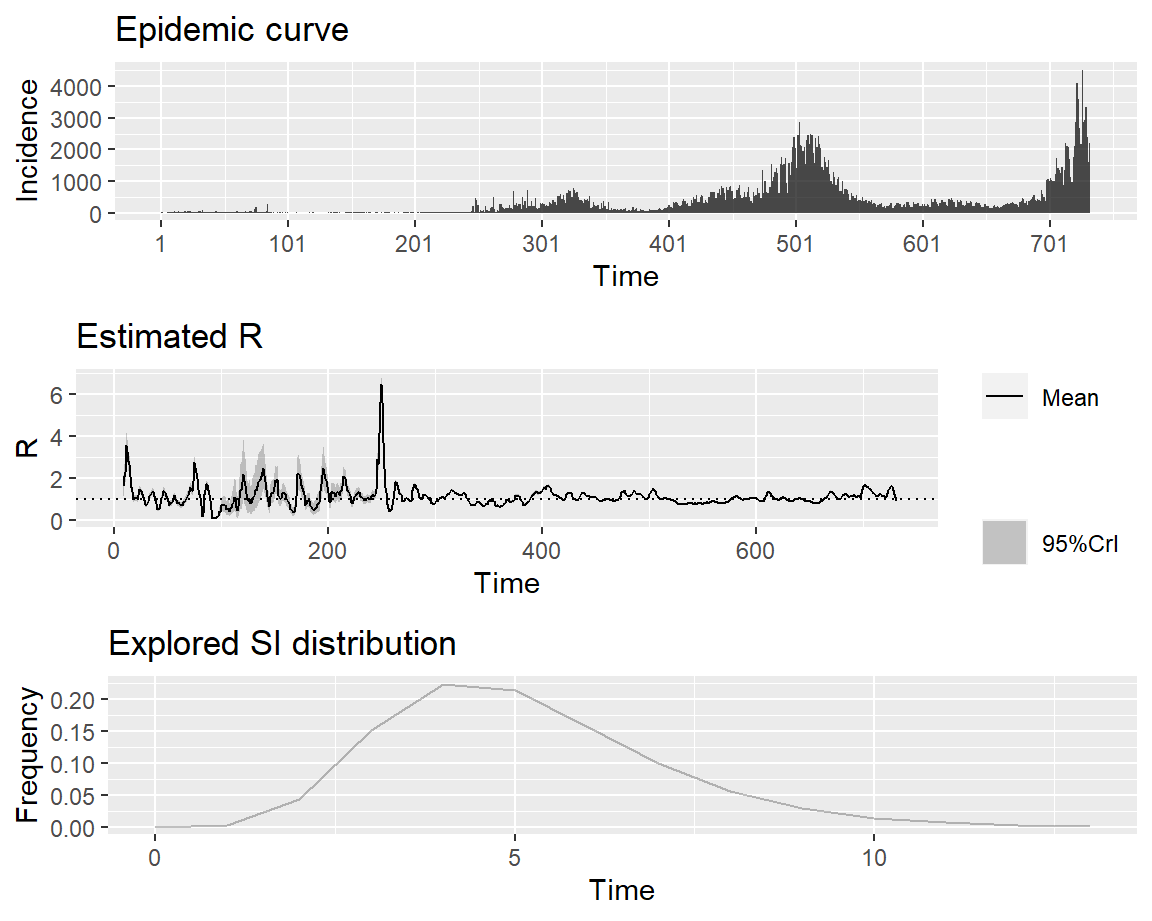 Epidemic curve
Incidence
4000
3000
2000
1000
0
1 101 201 301 401 501 601 701
Time
Estimated R
R
6
4
2
0
0 200 400 600
Time
Mean
95%CrI
Explored SI distribution
Frequency
0.20
0.15
0.10
0.05
0.00
0 5 10
Time